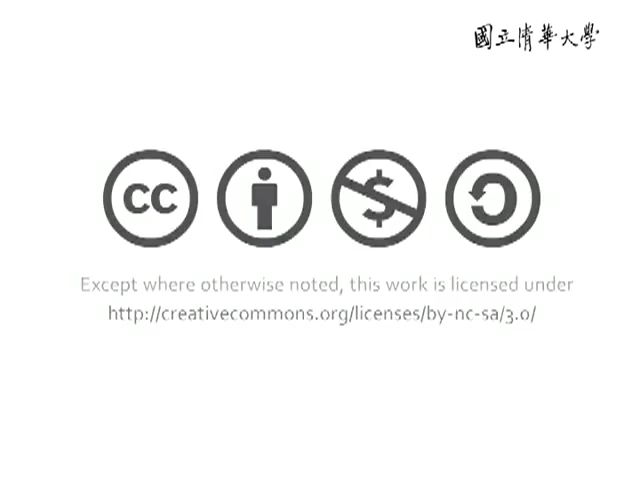 國立清華大學
cc
$
Except where otherwise noted, this work is licensed under
http://creativecommons.org/licenses/by-nc-sa/3.0/